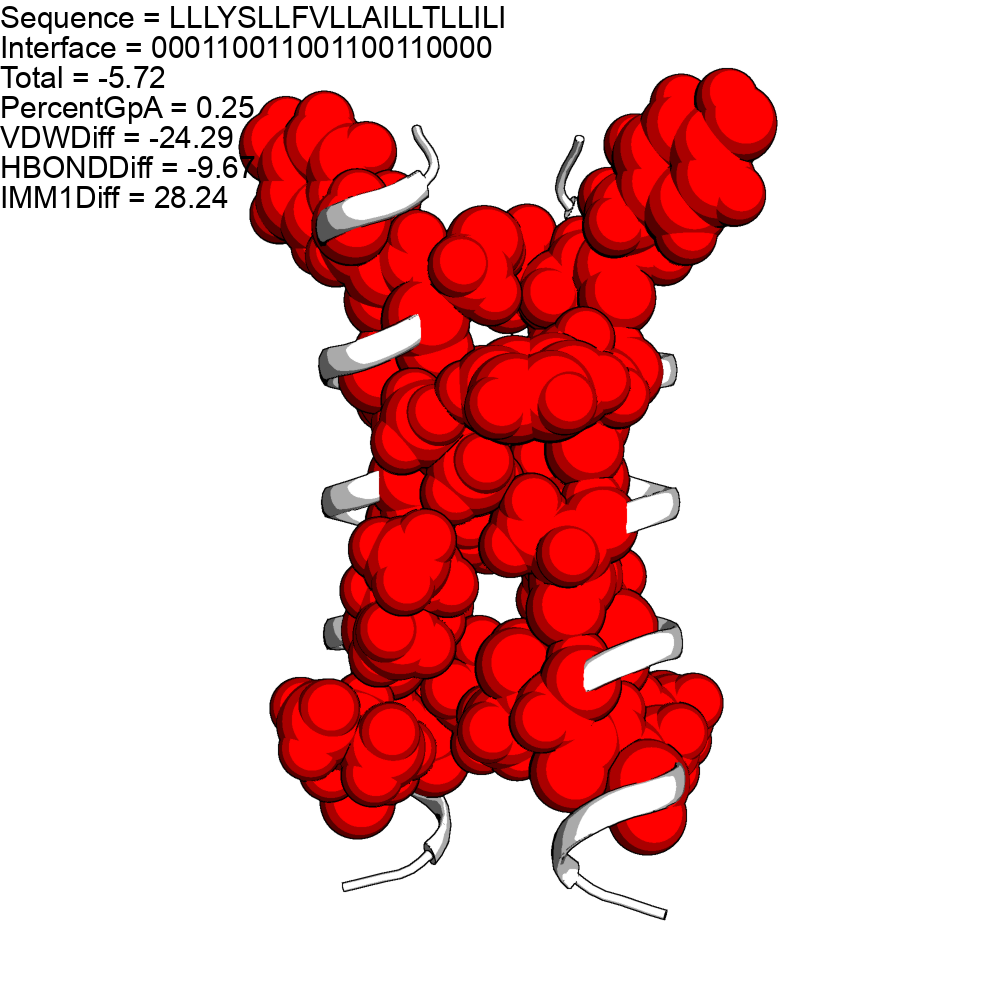 Sequence = LLLYSLLFVLLAILLTLLILI
Interface = 000110011001100110000
Total = -5.72
PercentGpA = 0.25
VDWDiff = -24.29
HBONDDiff = -9.67
IMM1Diff = 28.24